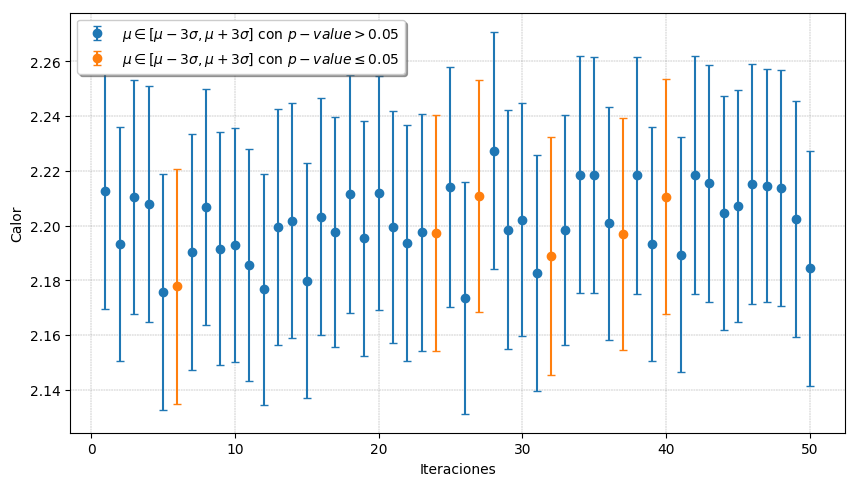 μ ∈ [μ − 3σ, μ + 3σ] con p − value > 0.05
μ ∈ [μ − 3σ, μ + 3σ] con p − value ≤ 0.05
2.26
2.24
2.22
2.20
2.18
2.16
2.14
Calor
0 10 20 30 40 50
Iteraciones